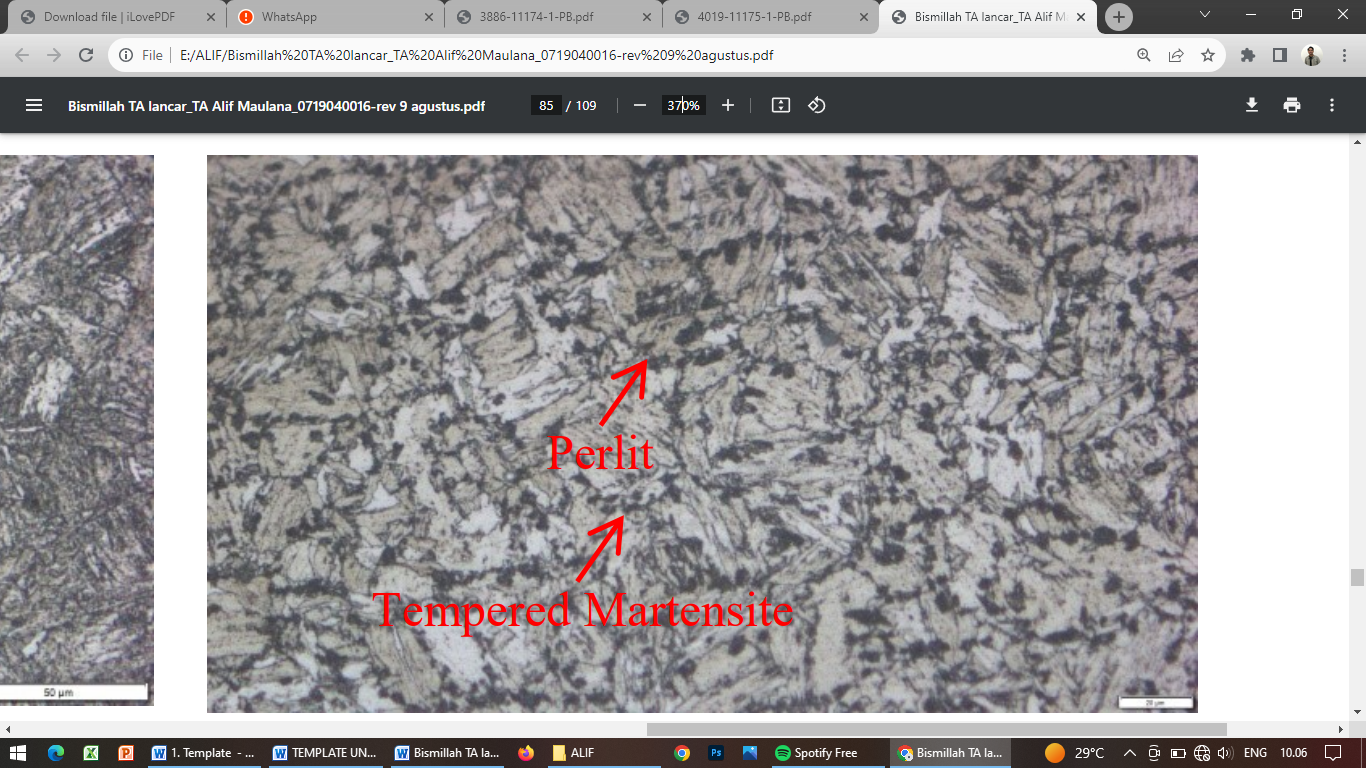 Download file | iLovePDF
WhatsApp
3886-11174-1-PB.pdf
4019-11175-1-PB.pdf
Bismillah TA lancar_TA Alif M
File
E:/ALIF/Bismillah%20TA%20lancar_TA%20Alif%20Maulana_0719040016-rev%209%20agustus.pdf
Bismillah TA lancar_TA Alif Maulana_0719040016-rev 9 agustus.pdf
85 / 109
370%
Perlit
Tempered Martensite
50 µm
20 µm
1. Template - ...
TEMPLATE UN...
Bismillah TA la...
ALIF
Spotify Free
Bismillah TA la...
29°C
ENG
10.06